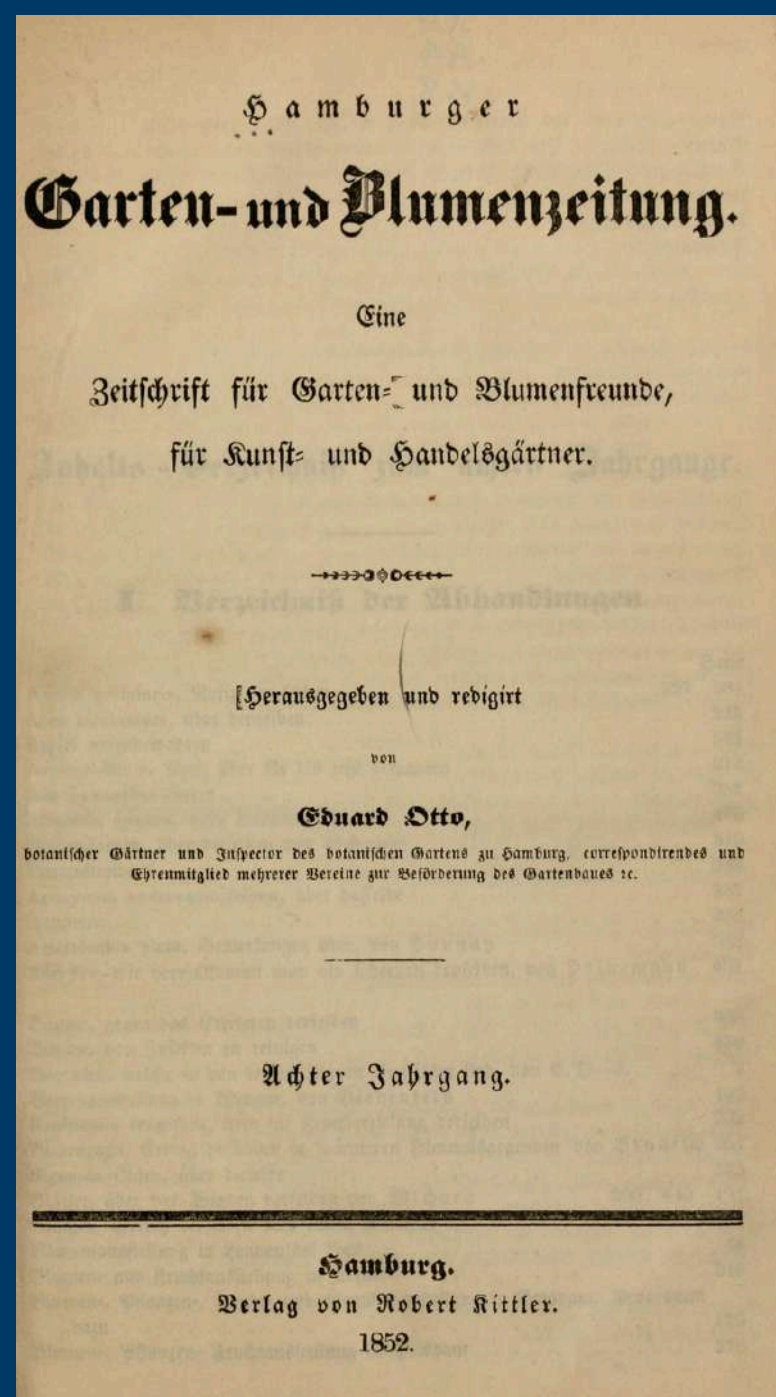 Hamburger
Garten- und Blumenzeitung.
Eine
Zeitschrift für Garten- und Blumenfreunde,
für Kunst- und Handelsgärtner.
Herausgegeben und redigirt
von
Eduard Otto,
botanischer Gärtner und Inspector des botanischen Gartens zu Hamburg, correspondirendes und
Ehrenmitglied mehrerer Vereine zur Beförderung des Gartenbaues ꝛc.
Achter Jahrgang.
Hamburg.
Verlag von Robert Kittler.
1852.